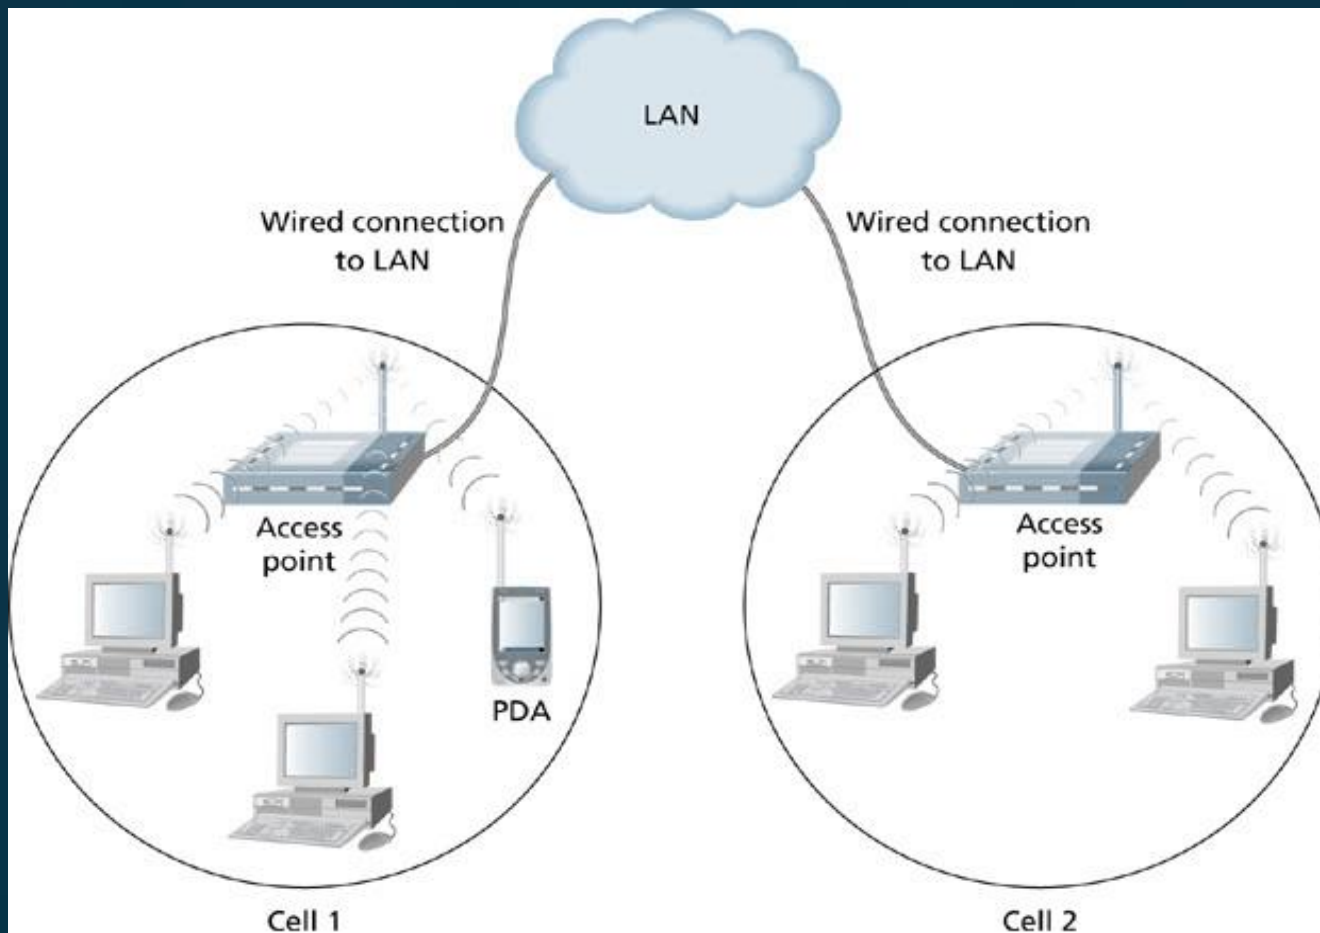 LAN
Wired connection
to LAN
Wired connection
to LAN
Access
point
PDA
Cell 1
Access
point
Cell 2